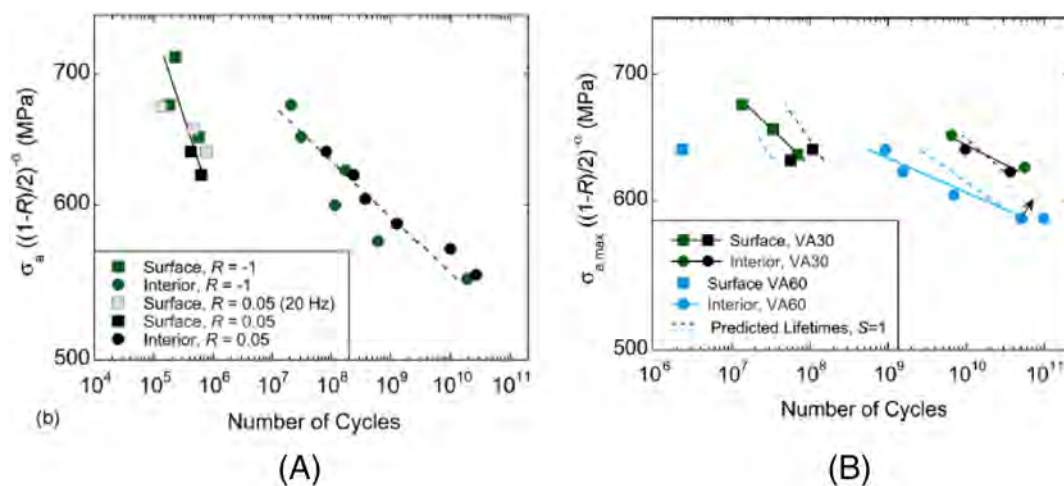 700
600
500
σa ((1-R)/2)^-0. (MPa)
Surface, R = -1
Interior, R = -1
Surface, R = 0.05 (20 Hz)
Surface, R = 0.05
Interior, R = 0.05
10^4 10^5 10^6 10^7 10^8 10^9 10^10 10^11
(b) Number of Cycles
(A)
700
600
500
σa,max ((1-R)/2)^-0. (MPa)
Surface, VA30
Interior, VA30
Surface VA60
Interior, VA60
Predicted Lifetimes, S=1
10^6 10^7 10^8 10^9 10^10 10^11
Number of Cycles
(B)